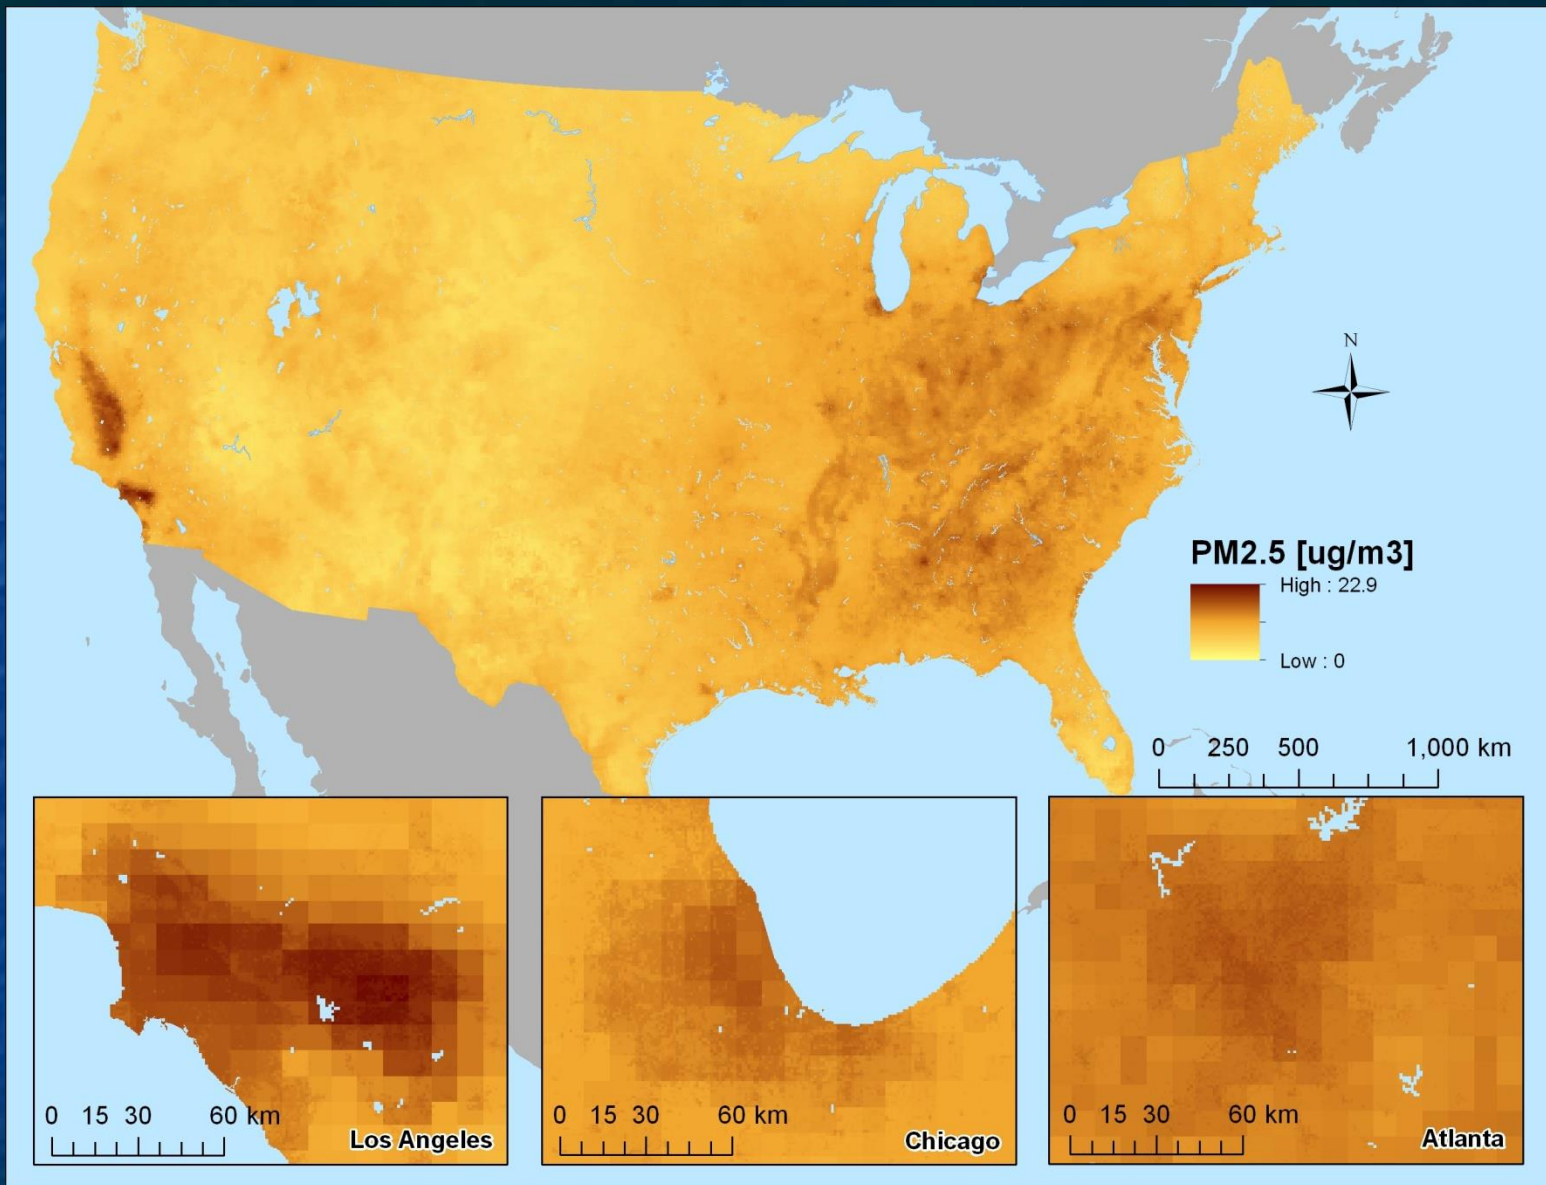 N
PM2.5 [ug/m3]
High : 22.9
Low : 0
0 250 500 1,000 km
0 15 30 60 km
Los Angeles
0 15 30 60 km
Chicago
0 15 30 60 km
Atlanta